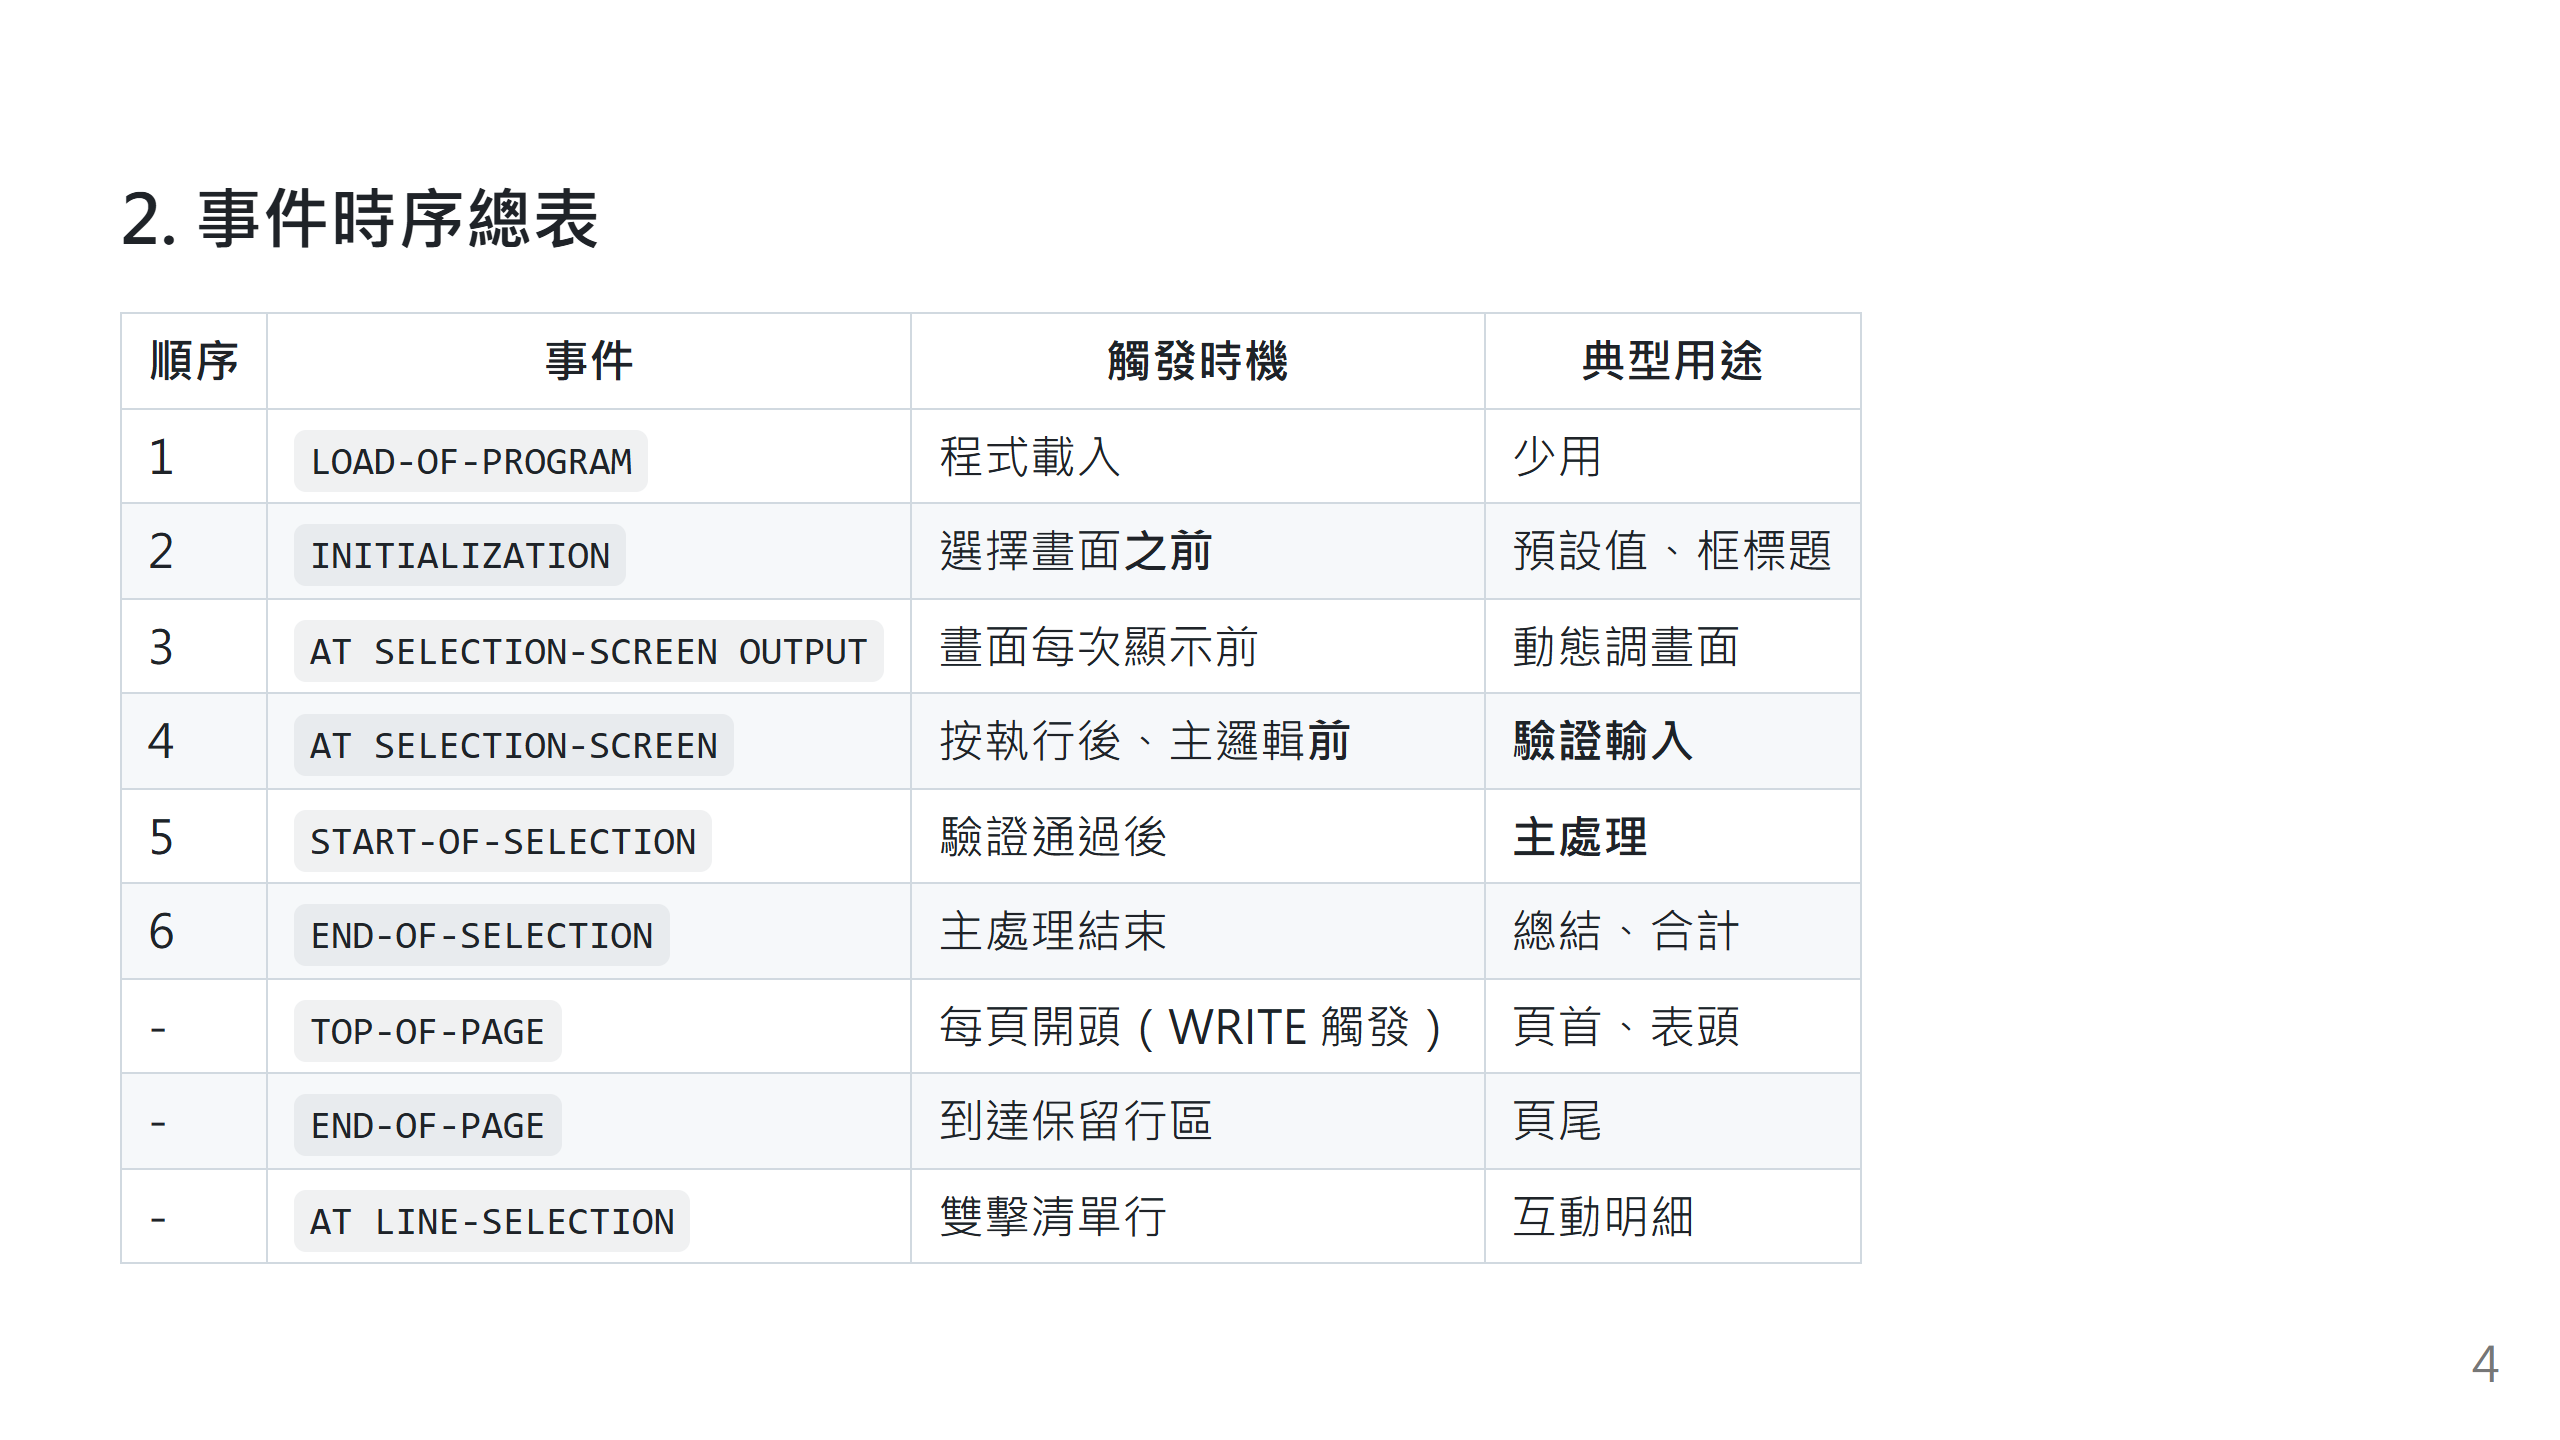 2. 事件時序總表
順序 事件 觸發時機 典型用途
1 LOAD-OF-PROGRAM 程式載入 少用
2 INITIALIZATION 選擇畫面之前 預設值、框標題
3 AT SELECTION-SCREEN OUTPUT 畫面每次顯示前 動態調畫面
4 AT SELECTION-SCREEN 按執行後、主邏輯前 驗證輸入
5 START-OF-SELECTION 驗證通過後 主處理
6 END-OF-SELECTION 主處理結束 總結、合計
- TOP-OF-PAGE 每頁開頭（WRITE 觸發） 頁首、表頭
- END-OF-PAGE 到達保留行區 頁尾
- AT LINE-SELECTION 雙擊清單行 互動明細
4